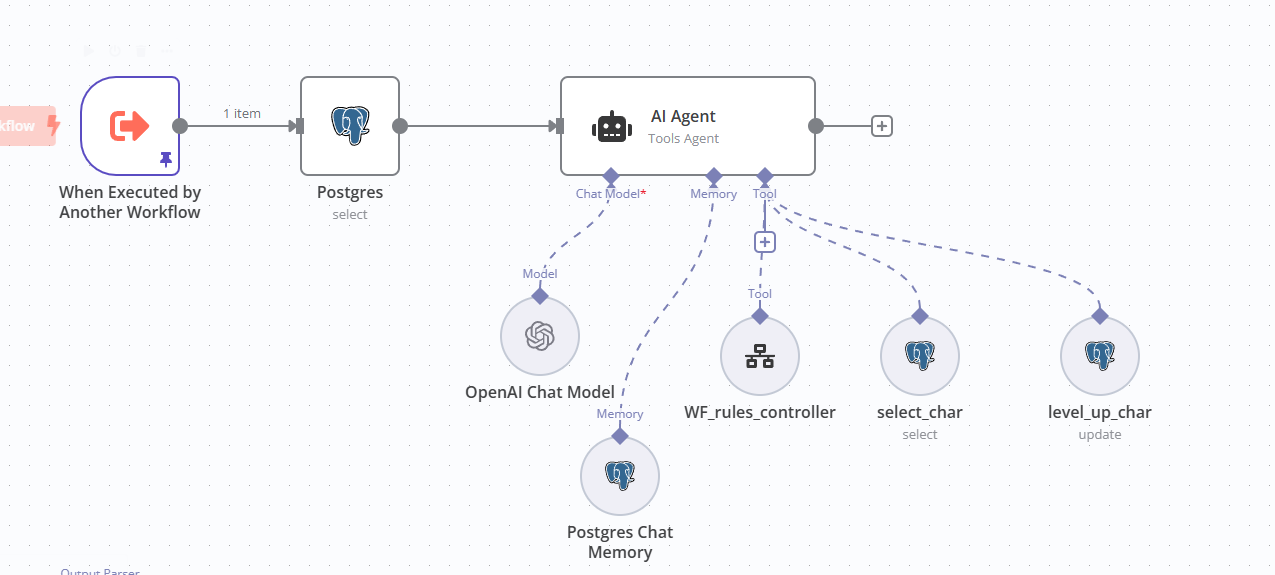 kflow
1 item
AI Agent
Tools Agent
When Executed by
Another Workflow
Postgres
select
Chat Model*
Memory
Tool
Model
Tool
OpenAI Chat Model
WF_rules_controller
select_char
select
level_up_char
update
Memory
Postgres Chat
Memory
Output Parser